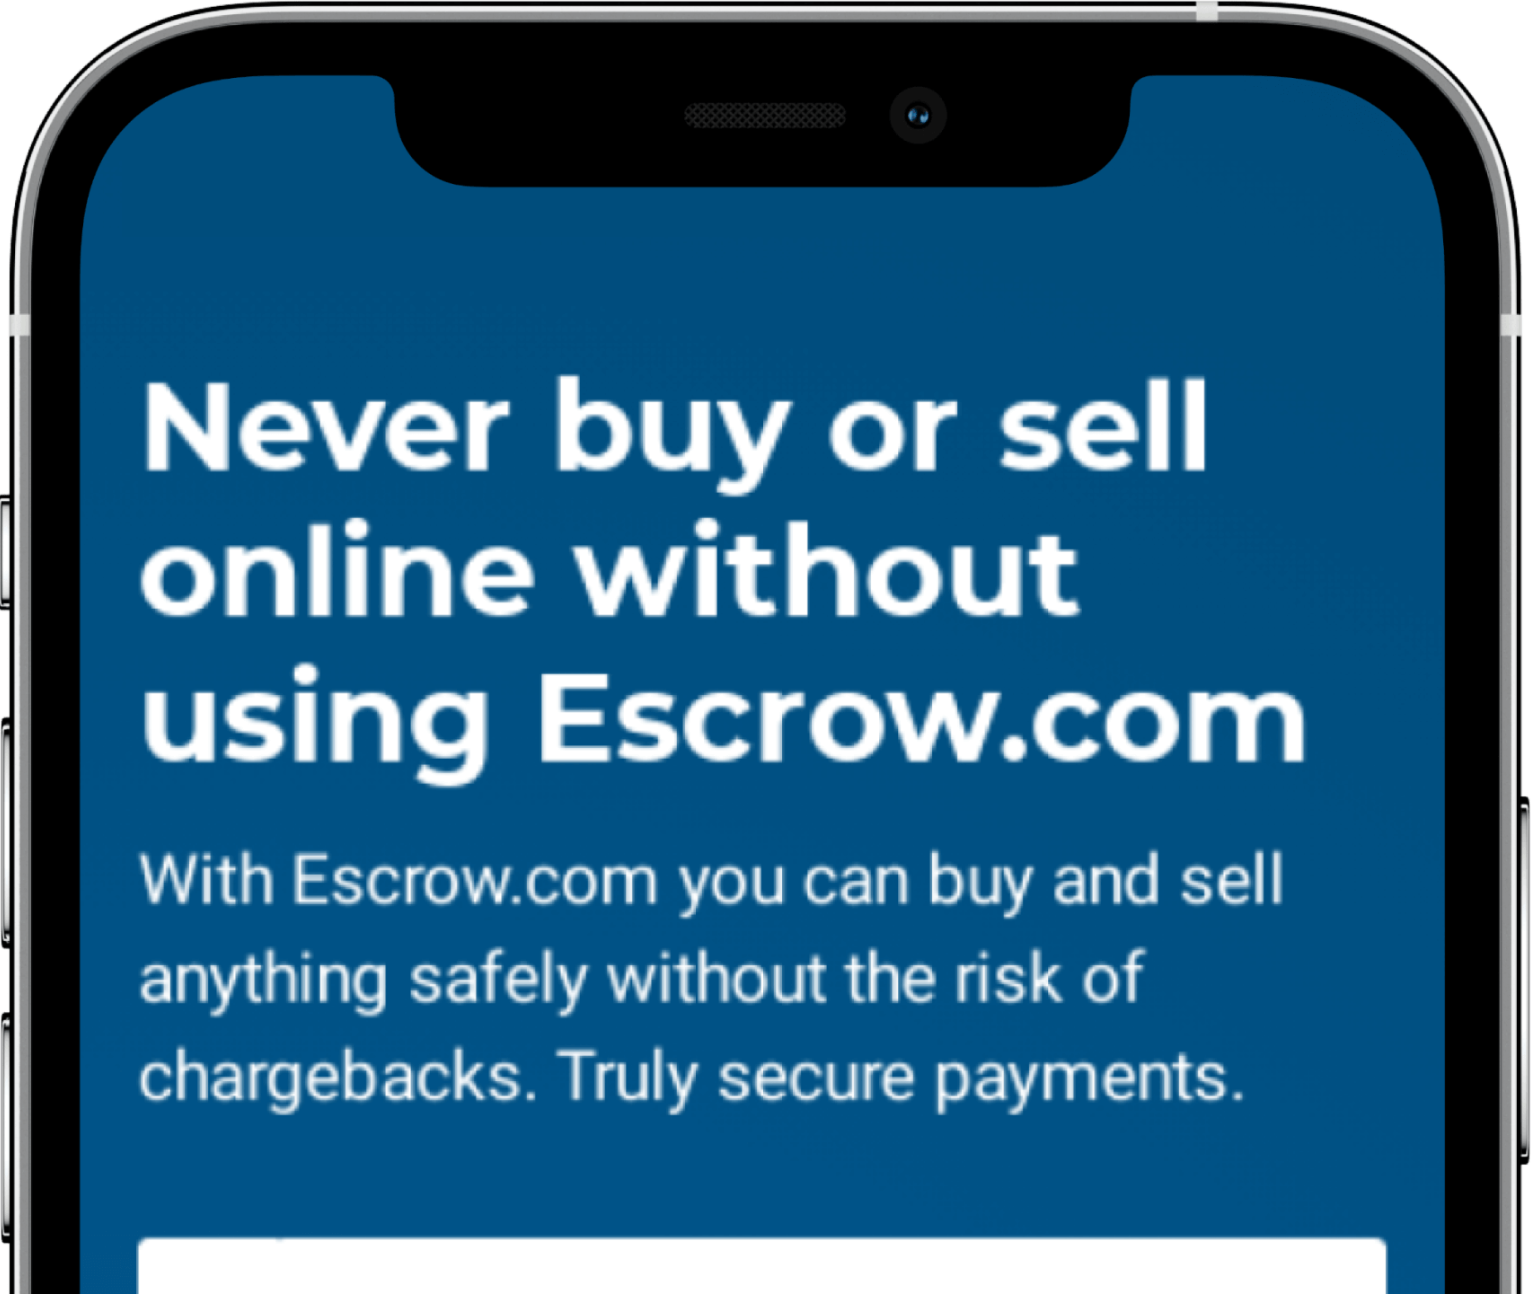 Never buy or sell
online without
using Escrow.com
With Escrow.com you can buy and sell
anything safely without the risk of
chargebacks. Truly secure payments.